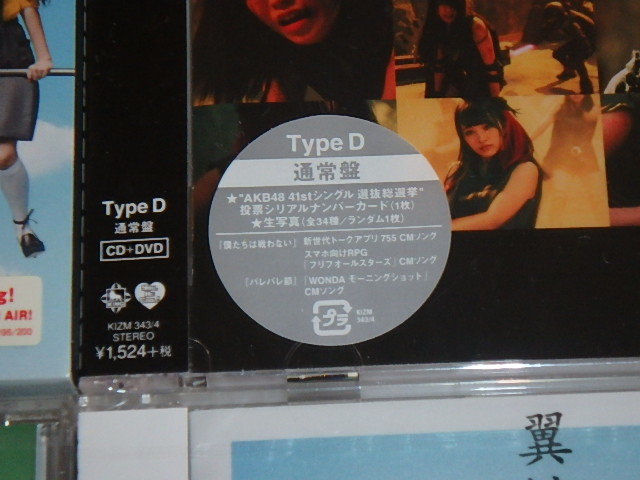 Type D
通常盤
★"AKB48 41stシングル 選抜総選挙"
投票シリアルナンバーカード(1枚)
★生写真(全34種/ランダム1枚)
『僕たちは戦わない』 新世代トークアプリ 755 CMソング
スマホ向けRPG
「フリフオールスターズ」CMソング
『バレバレ節』 「WONDA モーニングショット」
CMソング
プラ
KIZM 343/4
Type D
通常盤
CD+DVD
KIZM 343/4
STEREO
¥1,524+税
g!
AIR!
翼